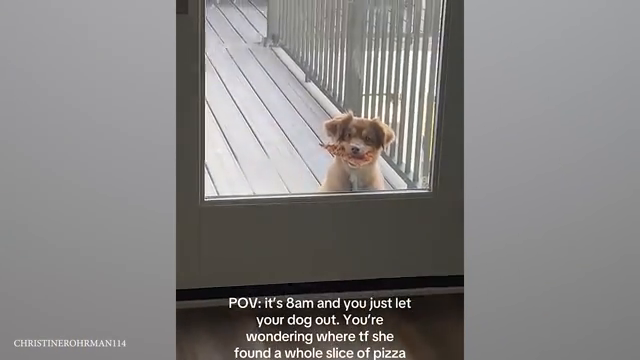 POV: it's 8am and you just let
your dog out. You're
wondering where tf she
found a whole slice of pizza
CHRISTINEROHRMAN114